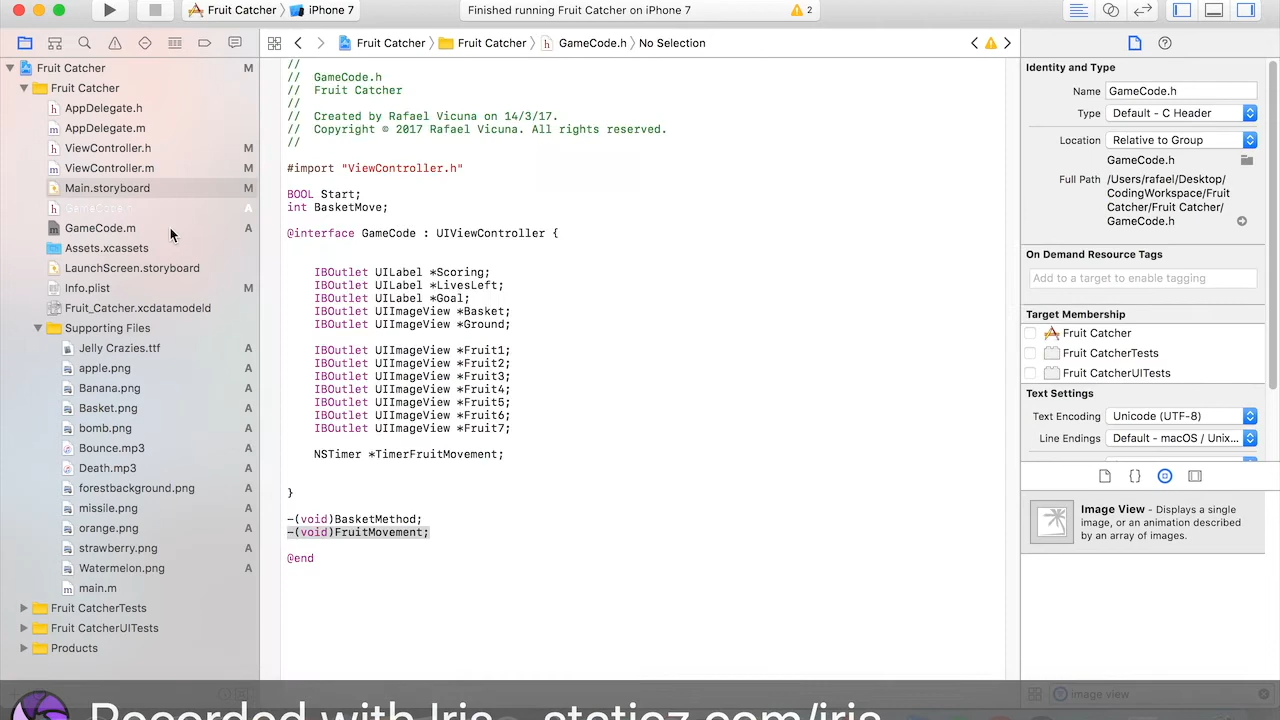 Fruit Catcher
iPhone 7
Finished running Fruit Catcher on iPhone 7
2
Fruit Catcher
Fruit Catcher
GameCode.h
No Selection
Fruit Catcher M
Fruit Catcher
AppDelegate.h
AppDelegate.m
ViewController.h M
ViewController.m M
Main.storyboard M
GameCode.h A
GameCode.m A
Assets.xcassets
LaunchScreen.storyboard
Info.plist M
Fruit_Catcher.xcdatamodeld
Supporting Files
Jelly Crazies.ttf A
apple.png A
Banana.png A
Basket.png A
bomb.png A
Bounce.mp3 A
Death.mp3 A
forestbackground.png A
missile.png A
orange.png A
strawberry.png A
Watermelon.png A
main.m
Fruit CatcherTests
Fruit CatcherUITests
Products
//
//  GameCode.h
//  Fruit Catcher
//
//  Created by Rafael Vicuna on 14/3/17.
//  Copyright © 2017 Rafael Vicuna. All rights reserved.
//
#import "ViewController.h"
BOOL Start;
int BasketMove;
@interface GameCode : UIViewController {
IBOutlet UILabel *Scoring;
IBOutlet UILabel *LivesLeft;
IBOutlet UILabel *Goal;
IBOutlet UIImageView *Basket;
IBOutlet UIImageView *Ground;
IBOutlet UIImageView *Fruit1;
IBOutlet UIImageView *Fruit2;
IBOutlet UIImageView *Fruit3;
IBOutlet UIImageView *Fruit4;
IBOutlet UIImageView *Fruit5;
IBOutlet UIImageView *Fruit6;
IBOutlet UIImageView *Fruit7;
NSTimer *TimerFruitMovement;
}
-(void)BasketMethod;
-(void)FruitMovement;
@end
Identity and Type
Name GameCode.h
Type Default - C Header
Location Relative to Group
GameCode.h
Full Path /Users/rafael/Desktop/
CodingWorkspace/Fruit
Catcher/Fruit Catcher/
GameCode.h
On Demand Resource Tags
Add to a target to enable tagging
Target Membership
Fruit Catcher
Fruit CatcherTests
Fruit CatcherUITests
Text Settings
Text Encoding Unicode (UTF-8)
Line Endings Default - macOS / Unix...
{}
Image View - Displays a single
image, or an animation described
by an array of images.
image view
Recorded with Iris - staticz.com/iris